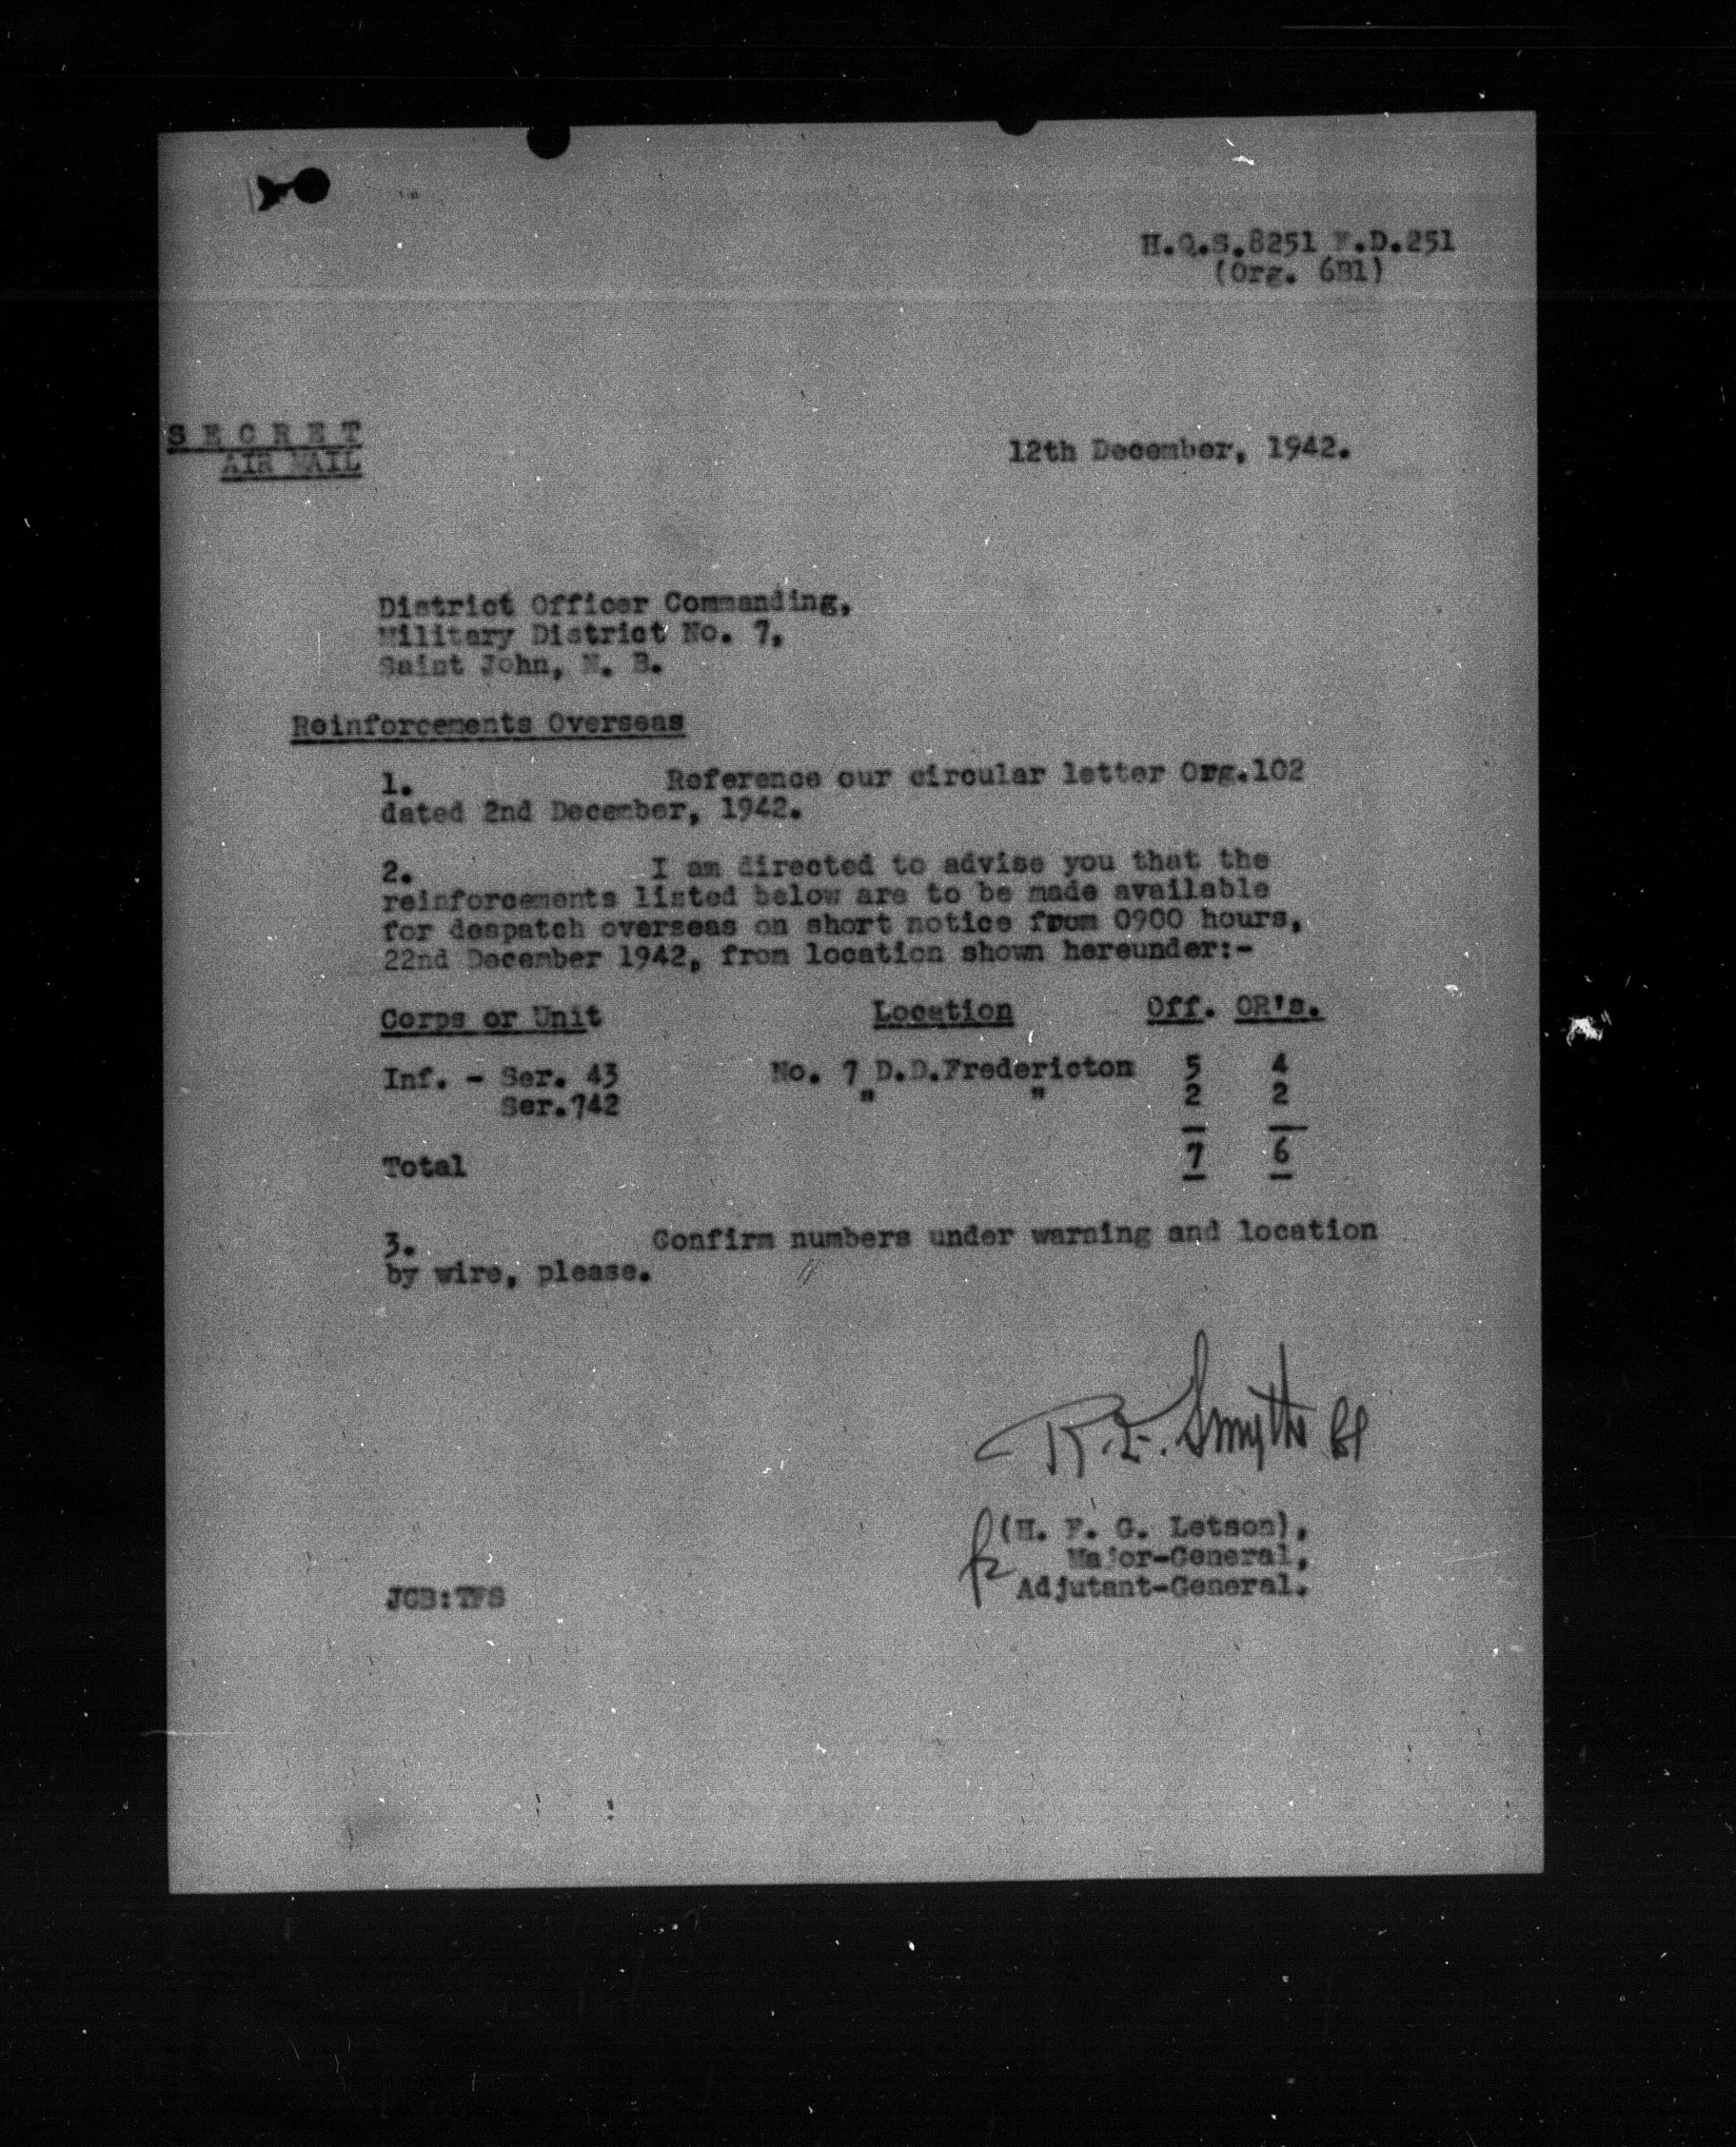 H.Q.S.8251 F.D.251
(Org. 6B1)
S E C R E T
AIR MAIL
12th December, 1942.
District Officer Commanding,
Military District No. 7,
Saint John, N. B.
Reinforcements Overseas
1. Reference our circular letter Org.102
dated 2nd December, 1942.
2. I am directed to advise you that the
reinforcements listed below are to be made available
for despatch overseas on short notice from 0900 hours,
22nd December 1942, from location shown hereunder:-
Corps or Unit Location Off. OR's.
Inf. - Ser. 43 No. 7 D.D.Fredericton 5 4
Ser.742 " " 2 2
Total 7 6
3. Confirm numbers under warning and location
by wire, please.
R.E. Smythe
(H. F. G. Letson),
Major-General,
Adjutant-General.
JCB:TFS